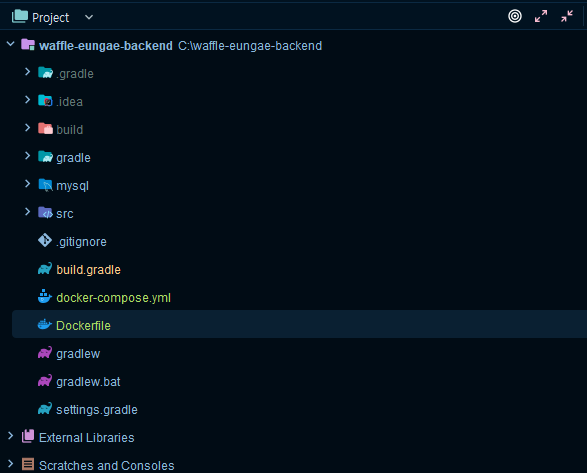 Project
waffle-eungae-backend C:\waffle-eungae-backend
.gradle
.idea
build
gradle
mysql
src
.gitignore
build.gradle
docker-compose.yml
Dockerfile
gradlew
gradlew.bat
settings.gradle
External Libraries
Scratches and Consoles